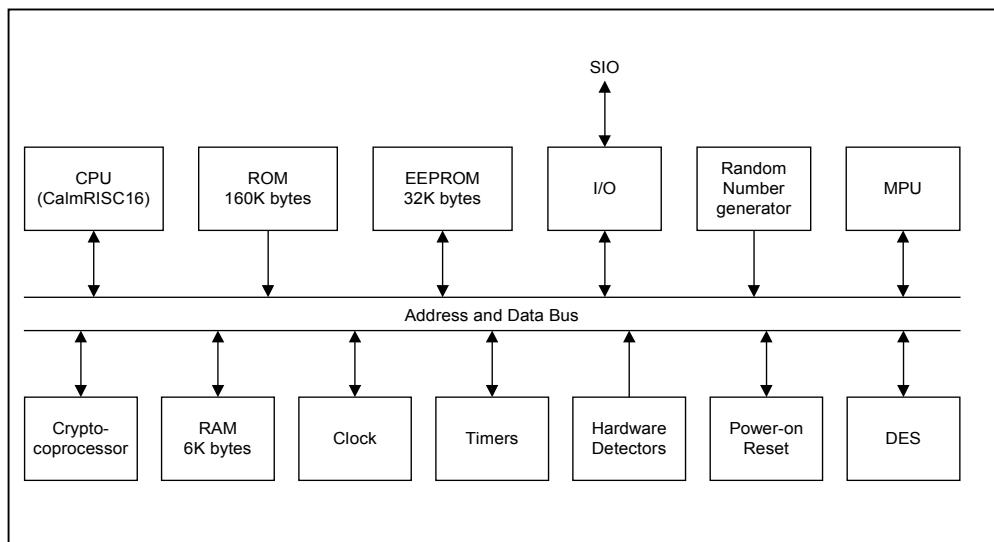 SIO
CPU
(CalmRISC16)
ROM
160K bytes
EEPROM
32K bytes
I/O
Random
Number
generator
MPU
Address and Data Bus
Crypto-
coprocessor
RAM
6K bytes
Clock
Timers
Hardware
Detectors
Power-on
Reset
DES